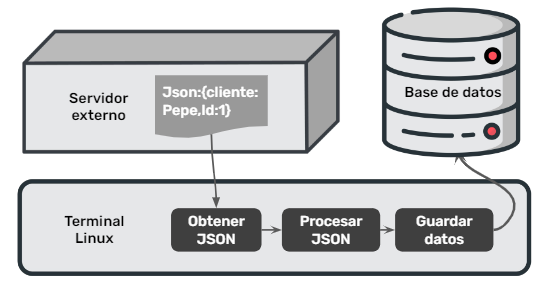 Servidor
externo
Json:{cliente:
Pepe,Id:1}
Base de datos
Terminal
Linux
Obtener
JSON
Procesar
JSON
Guardar
datos